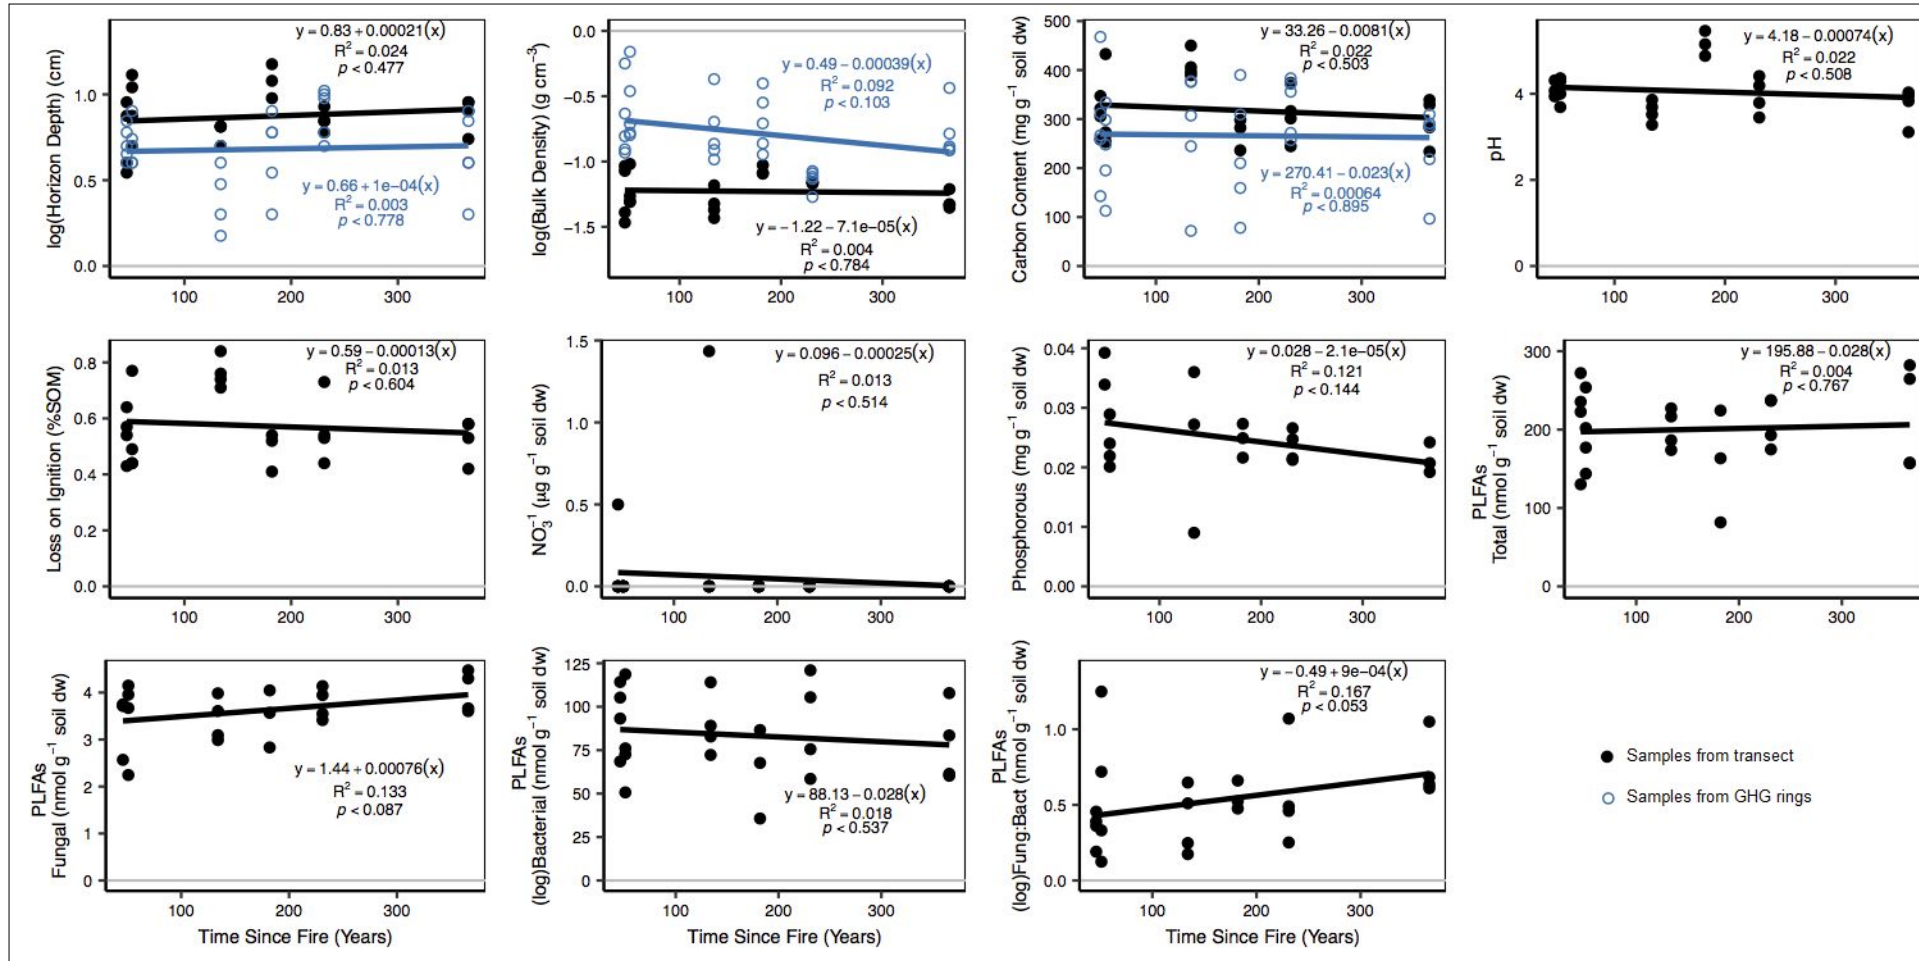 log(Horizon Depth) (cm)
1.0
0.5
0.0
y = 0.83 + 0.00021(x)
R² = 0.024
p < 0.477
y = 0.66 + 1e−04(x)
R² = 0.003
p < 0.778
100 200 300
log(Bulk Density) (g cm⁻³)
0.0
−0.5
−1.0
−1.5
y = 0.49 − 0.00039(x)
R² = 0.092
p < 0.103
y = − 1.22 − 7.1e−05(x)
R² = 0.004
p < 0.784
100 200 300
Carbon Content (mg g⁻¹ soil dw)
500
400
300
200
100
0
y = 33.26 − 0.0081(x)
R² = 0.022
p < 0.503
y = 270.41 − 0.023(x)
R² = 0.00064
p < 0.895
100 200 300
pH
4
2
0
y = 4.18 − 0.00074(x)
R² = 0.022
p < 0.508
100 200 300
Loss on Ignition (%SOM)
0.8
0.6
0.4
0.2
0.0
y = 0.59 − 0.00013(x)
R² = 0.013
p < 0.604
100 200 300
NO₃⁻¹ (µg g⁻¹ soil dw)
1.5
1.0
0.5
0.0
y = 0.096 − 0.00025(x)
R² = 0.013
p < 0.514
100 200 300
Phosphorous (mg g⁻¹ soil dw)
0.04
0.03
0.02
0.01
0.00
y = 0.028 − 2.1e−05(x)
R² = 0.121
p < 0.144
100 200 300
PLFAs
Total (nmol g⁻¹ soil dw)
300
200
100
0
y = 195.88 − 0.028(x)
R² = 0.004
p < 0.767
100 200 300
PLFAs
Fungal (nmol g⁻¹ soil dw)
4
3
2
1
0
y = 1.44 + 0.00076(x)
R² = 0.133
p < 0.087
100 200 300
Time Since Fire (Years)
PLFAs
(log)Bacterial (nmol g⁻¹ soil dw)
125
100
75
50
25
0
y = 88.13 − 0.028(x)
R² = 0.018
p < 0.537
100 200 300
Time Since Fire (Years)
PLFAs
(log)Fung:Bact (nmol g⁻¹ soil dw)
1.0
0.5
0.0
y = − 0.49 + 9e−04(x)
R² = 0.167
p < 0.053
100 200 300
Time Since Fire (Years)
Samples from transect
Samples from GHG rings